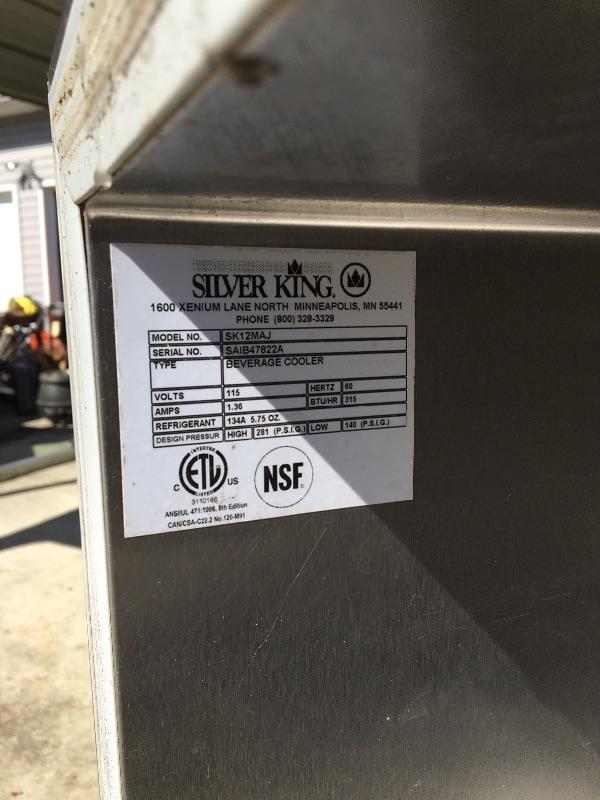 SILVER KING®
1600 XENIUM LANE NORTH MINNEAPOLIS, MN 55441
PHONE (800) 328-3329
MODEL NO. SK12MAJ
SERIAL NO. SAIB47822A
TYPE BEVERAGE COOLER
VOLTS 115 HERTZ 60
AMPS 1.36 BTU/HR 315
REFRIGERANT 134A 5.75 OZ.
DESIGN PRESSUR HIGH 281 (P.S.I.G.) LOW 140 (P.S.I.G.)
INTERTEK
C ETL US
LISTED
3110186
NSF®
ANSI/UL 471:1996, 8th Edition
CAN/CSA-C22.2 No.120-M91